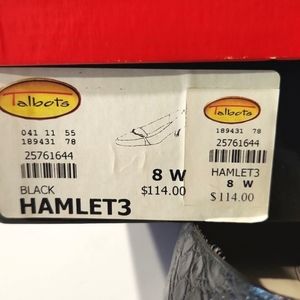 Talbots
041 11 55
189431 78
25761644
8 W
BLACK
$114.00
HAMLET3
Talbots
189431 78
25761644
HAMLET3
8 W
$114.00